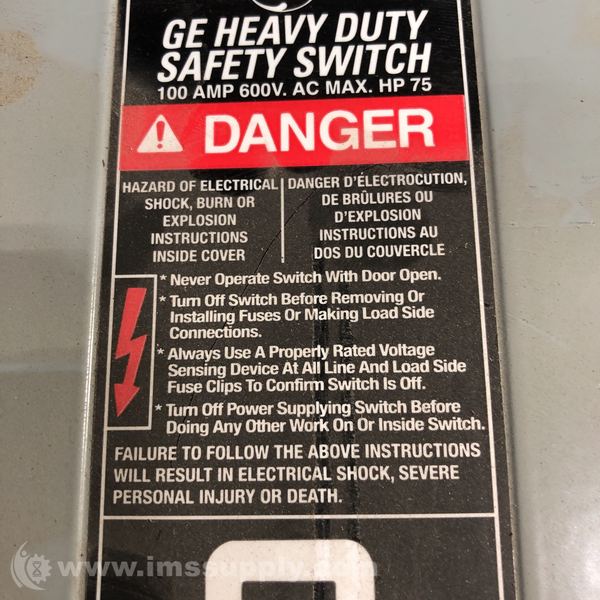 GE HEAVY DUTY
SAFETY SWITCH
100 AMP 600V. AC MAX. HP 75
DANGER
HAZARD OF ELECTRICAL
SHOCK, BURN OR
EXPLOSION
INSTRUCTIONS
INSIDE COVER
DANGER D'ÉLECTROCUTION,
DE BRÛLURES OU
D'EXPLOSION
INSTRUCTIONS AU
DOS DU COUVERCLE
* Never Operate Switch With Door Open.
* Turn Off Switch Before Removing Or
Installing Fuses Or Making Load Side
Connections.
* Always Use A Properly Rated Voltage
Sensing Device At All Line And Load Side
Fuse Clips To Confirm Switch Is Off.
* Turn Off Power Supplying Switch Before
Doing Any Other Work On Or Inside Switch.
FAILURE TO FOLLOW THE ABOVE INSTRUCTIONS
WILL RESULT IN ELECTRICAL SHOCK, SEVERE
PERSONAL INJURY OR DEATH.
www.imssupply.com